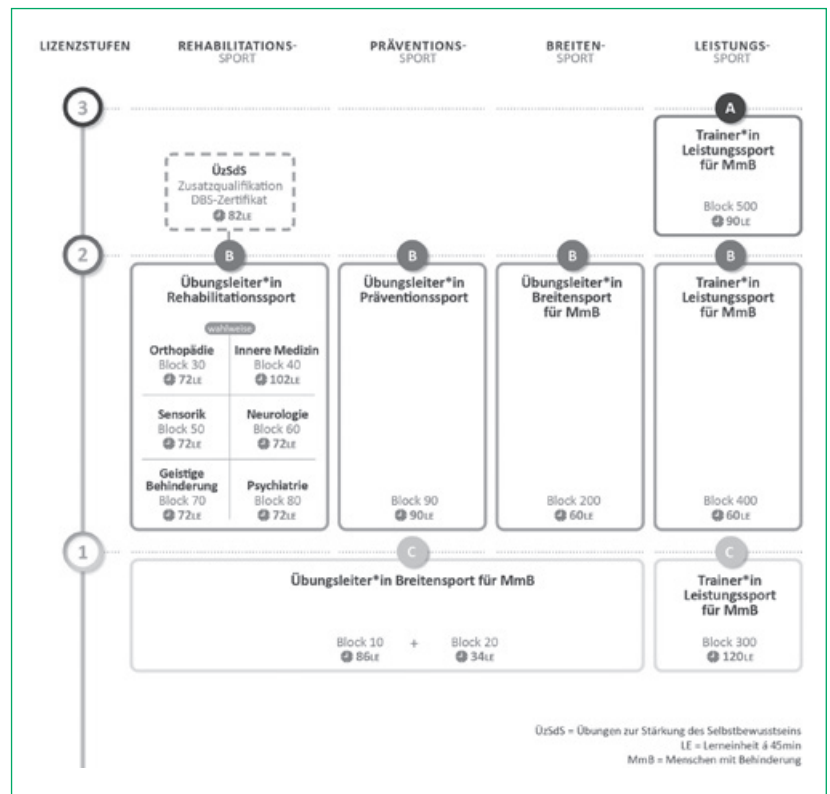 LIZENZSTUFEN
REHABILITATIONS-
SPORT
PRÄVENTIONS-
SPORT
BREITEN-
SPORT
LEISTUNGS-
SPORT
3
A
Trainer*in
Leistungssport
für MmB
Block 500
90LE
ÜzSdS
Zusatzqualifikation
DBS-Zertifikat
82LE
2
B
Übungsleiter*in
Rehabilitationssport
wahlweise
Orthopädie
Block 30
72LE
Innere Medizin
Block 40
102LE
Sensorik
Block 50
72LE
Neurologie
Block 60
72LE
Geistige
Behinderung
Block 70
72LE
Psychiatrie
Block 80
72LE
B
Übungsleiter*in
Präventionssport
Block 90
90LE
B
Übungsleiter*in
Breitensport
für MmB
Block 200
60LE
B
Trainer*in
Leistungssport
für MmB
Block 400
60LE
1
C
Übungsleiter*in Breitensport für MmB
Block 10 + Block 20
86LE 34LE
C
Trainer*in
Leistungssport
für MmB
Block 300
120LE
ÜzSdS = Übungen zur Stärkung des Selbstbewusstseins
LE = Lerneinheit á 45min
MmB = Menschen mit Behinderung